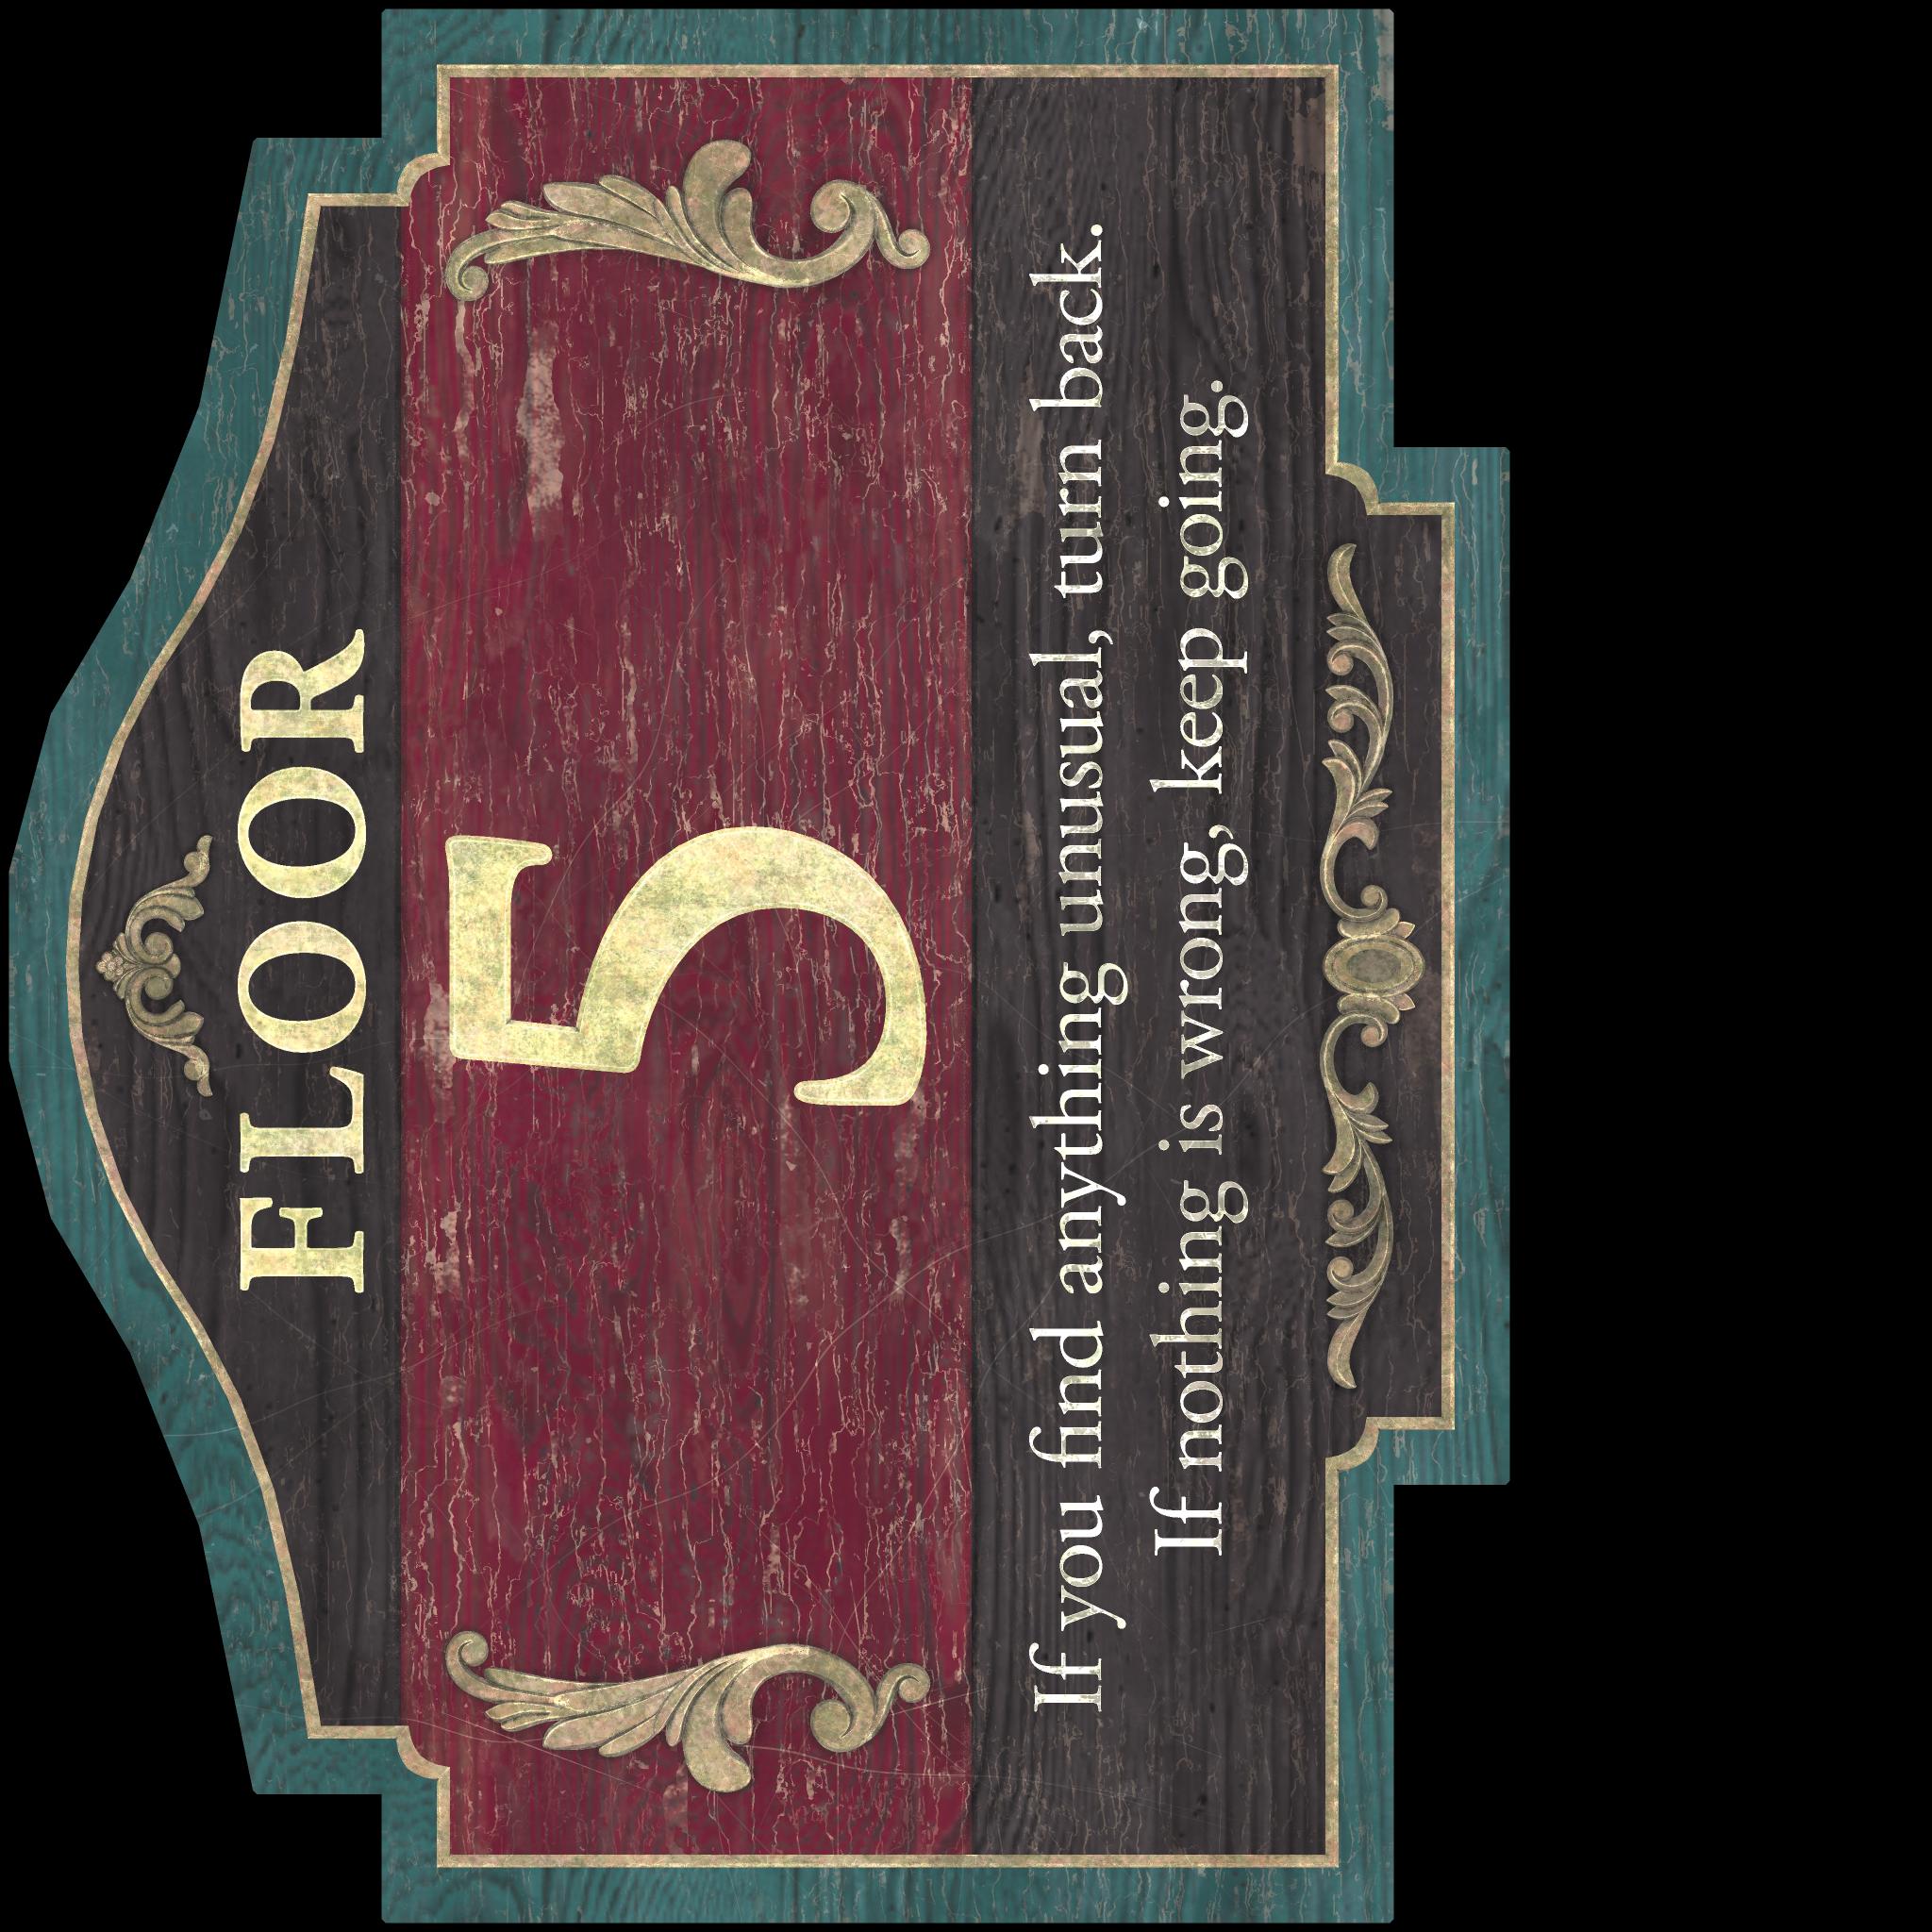 FLOOR
5
If you find anything unusual, turn back.
If nothing is wrong, keep going.